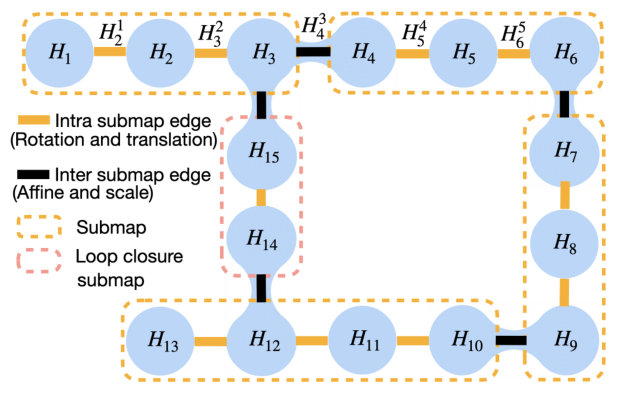 H_2^1 H_3^2 H_4^3 H_5^4 H_6^5
H_1 H_2 H_3 H_4 H_5 H_6
Intra submap edge
(Rotation and translation)
H_15 H_7
Inter submap edge
(Affine and scale)
Submap
H_14 H_8
Loop closure
submap
H_13 H_12 H_11 H_10 H_9